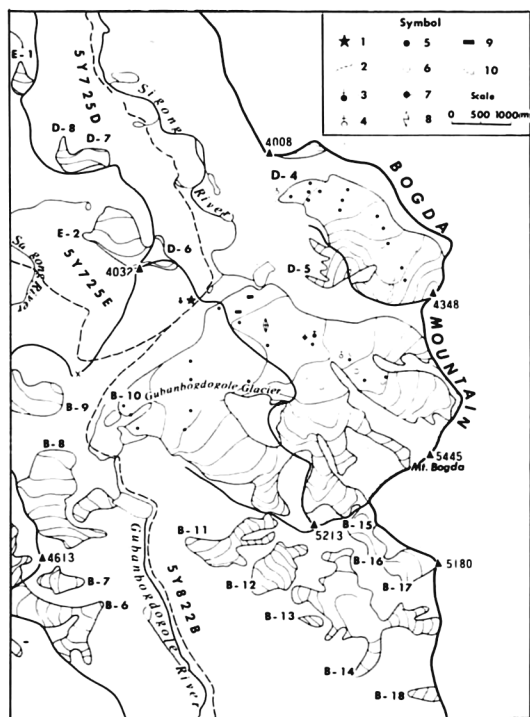 Symbol
1 5 9
2 6 10
3 7 Scale
4 8 0 500 1000m
E-1
5Y725D
Sigong River
D-8
D-7
4008
BOGDA MOUNTAIN
D-4
E-2
D-6
Sugong River
5Y725E
4032
D-5
4348
B-10
Gubanbogdogole Glacier
B-9
B-8
5445
Mt. Bogda
B-11
5213
B-15
4613
Gubanbogdogole River
5Y822B
B-16
5180
B-7
B-12
B-17
B-6
B-13
B-14
B-18